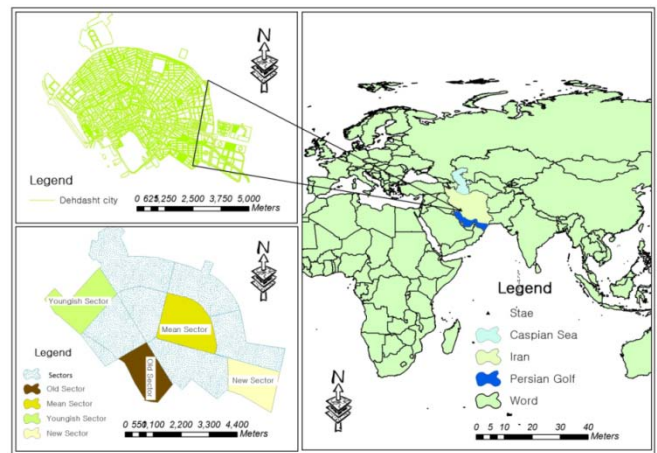 N
Legend
Dehdasht city
0 625 1,250 2,500 3,750 5,000
Meters
N
Youngish Sector
Mean Sector
Old Sector
New Sector
Legend
Sectors
Old Sector
Mean Sector
Youngish Sector
New Sector
0 550 1,100 2,200 3,300 4,400
Meters
Legend
Stae
Caspian Sea
Iran
Persian Golf
Word
N
0 5 10 20 30 40
Meters